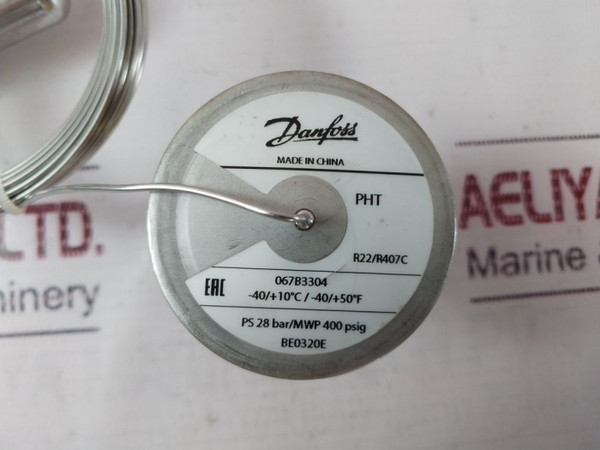 Danfoss
MADE IN CHINA
PHT
R22/R407C
EAC
067B3304
-40/+10°C / -40/+50°F
PS 28 bar/MWP 400 psig
BE0320E
LTD.
AELIYA
Marine